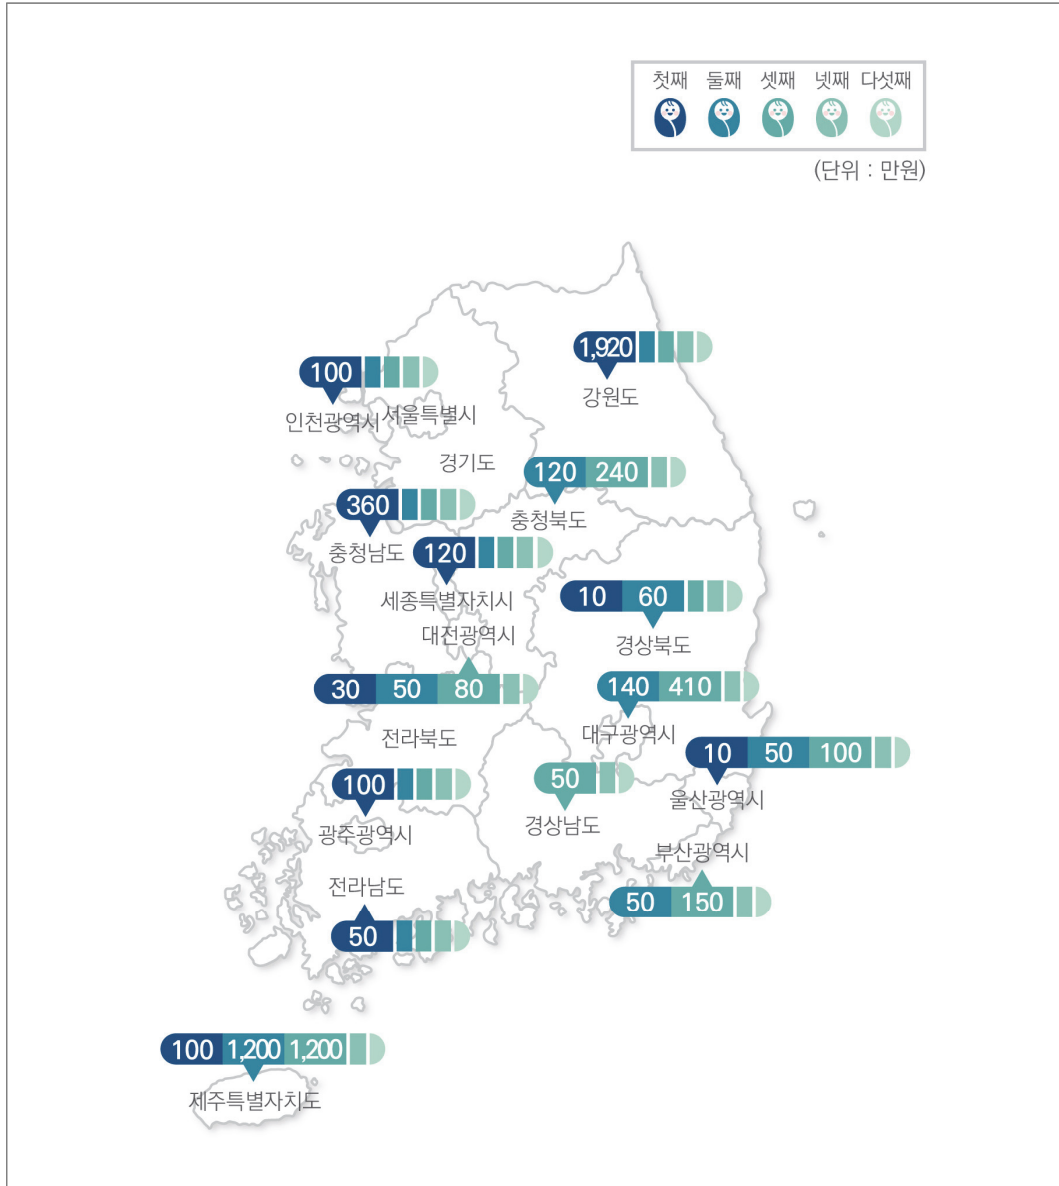 첫째 둘째 셋째 넷째 다섯째
(단위 : 만원)
1,920
강원도
100
인천광역시
서울특별시
경기도
120 240
충청북도
360
충청남도
120
세종특별자치시
10 60
경상북도
대전광역시
30 50 80
140 410
대구광역시
전라북도
10 50 100
울산광역시
50
경상남도
100
광주광역시
부산광역시
50 150
전라남도
50
100 1,200 1,200
제주특별자치도